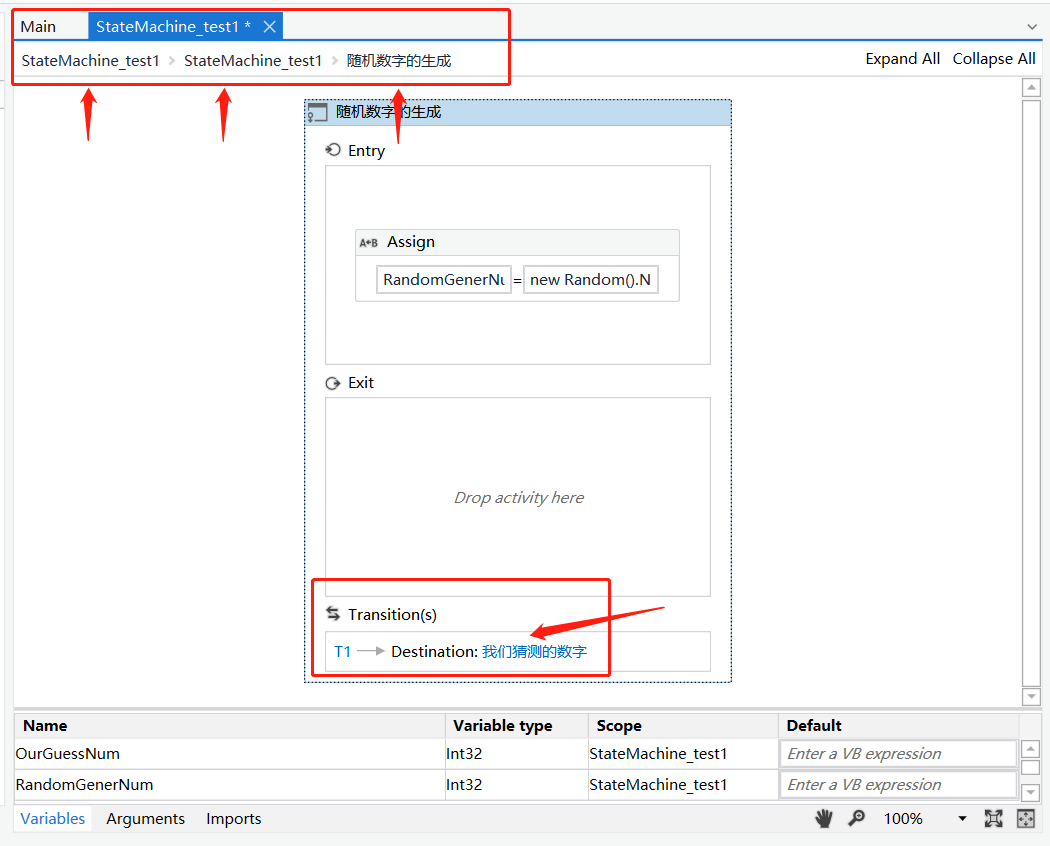 Main StateMachine_test1 *
StateMachine_test1 > StateMachine_test1 > 随机数字的生成 Expand All Collapse All
随机数字的生成
Entry
A+B Assign
RandomGenerNu = new Random().N
Exit
Drop activity here
Transition(s)
T1 Destination: 我们猜测的数字
Name Variable type Scope Default
OurGuessNum Int32 StateMachine_test1 Enter a VB expression
RandomGenerNum Int32 StateMachine_test1 Enter a VB expression
Variables Arguments Imports 100%